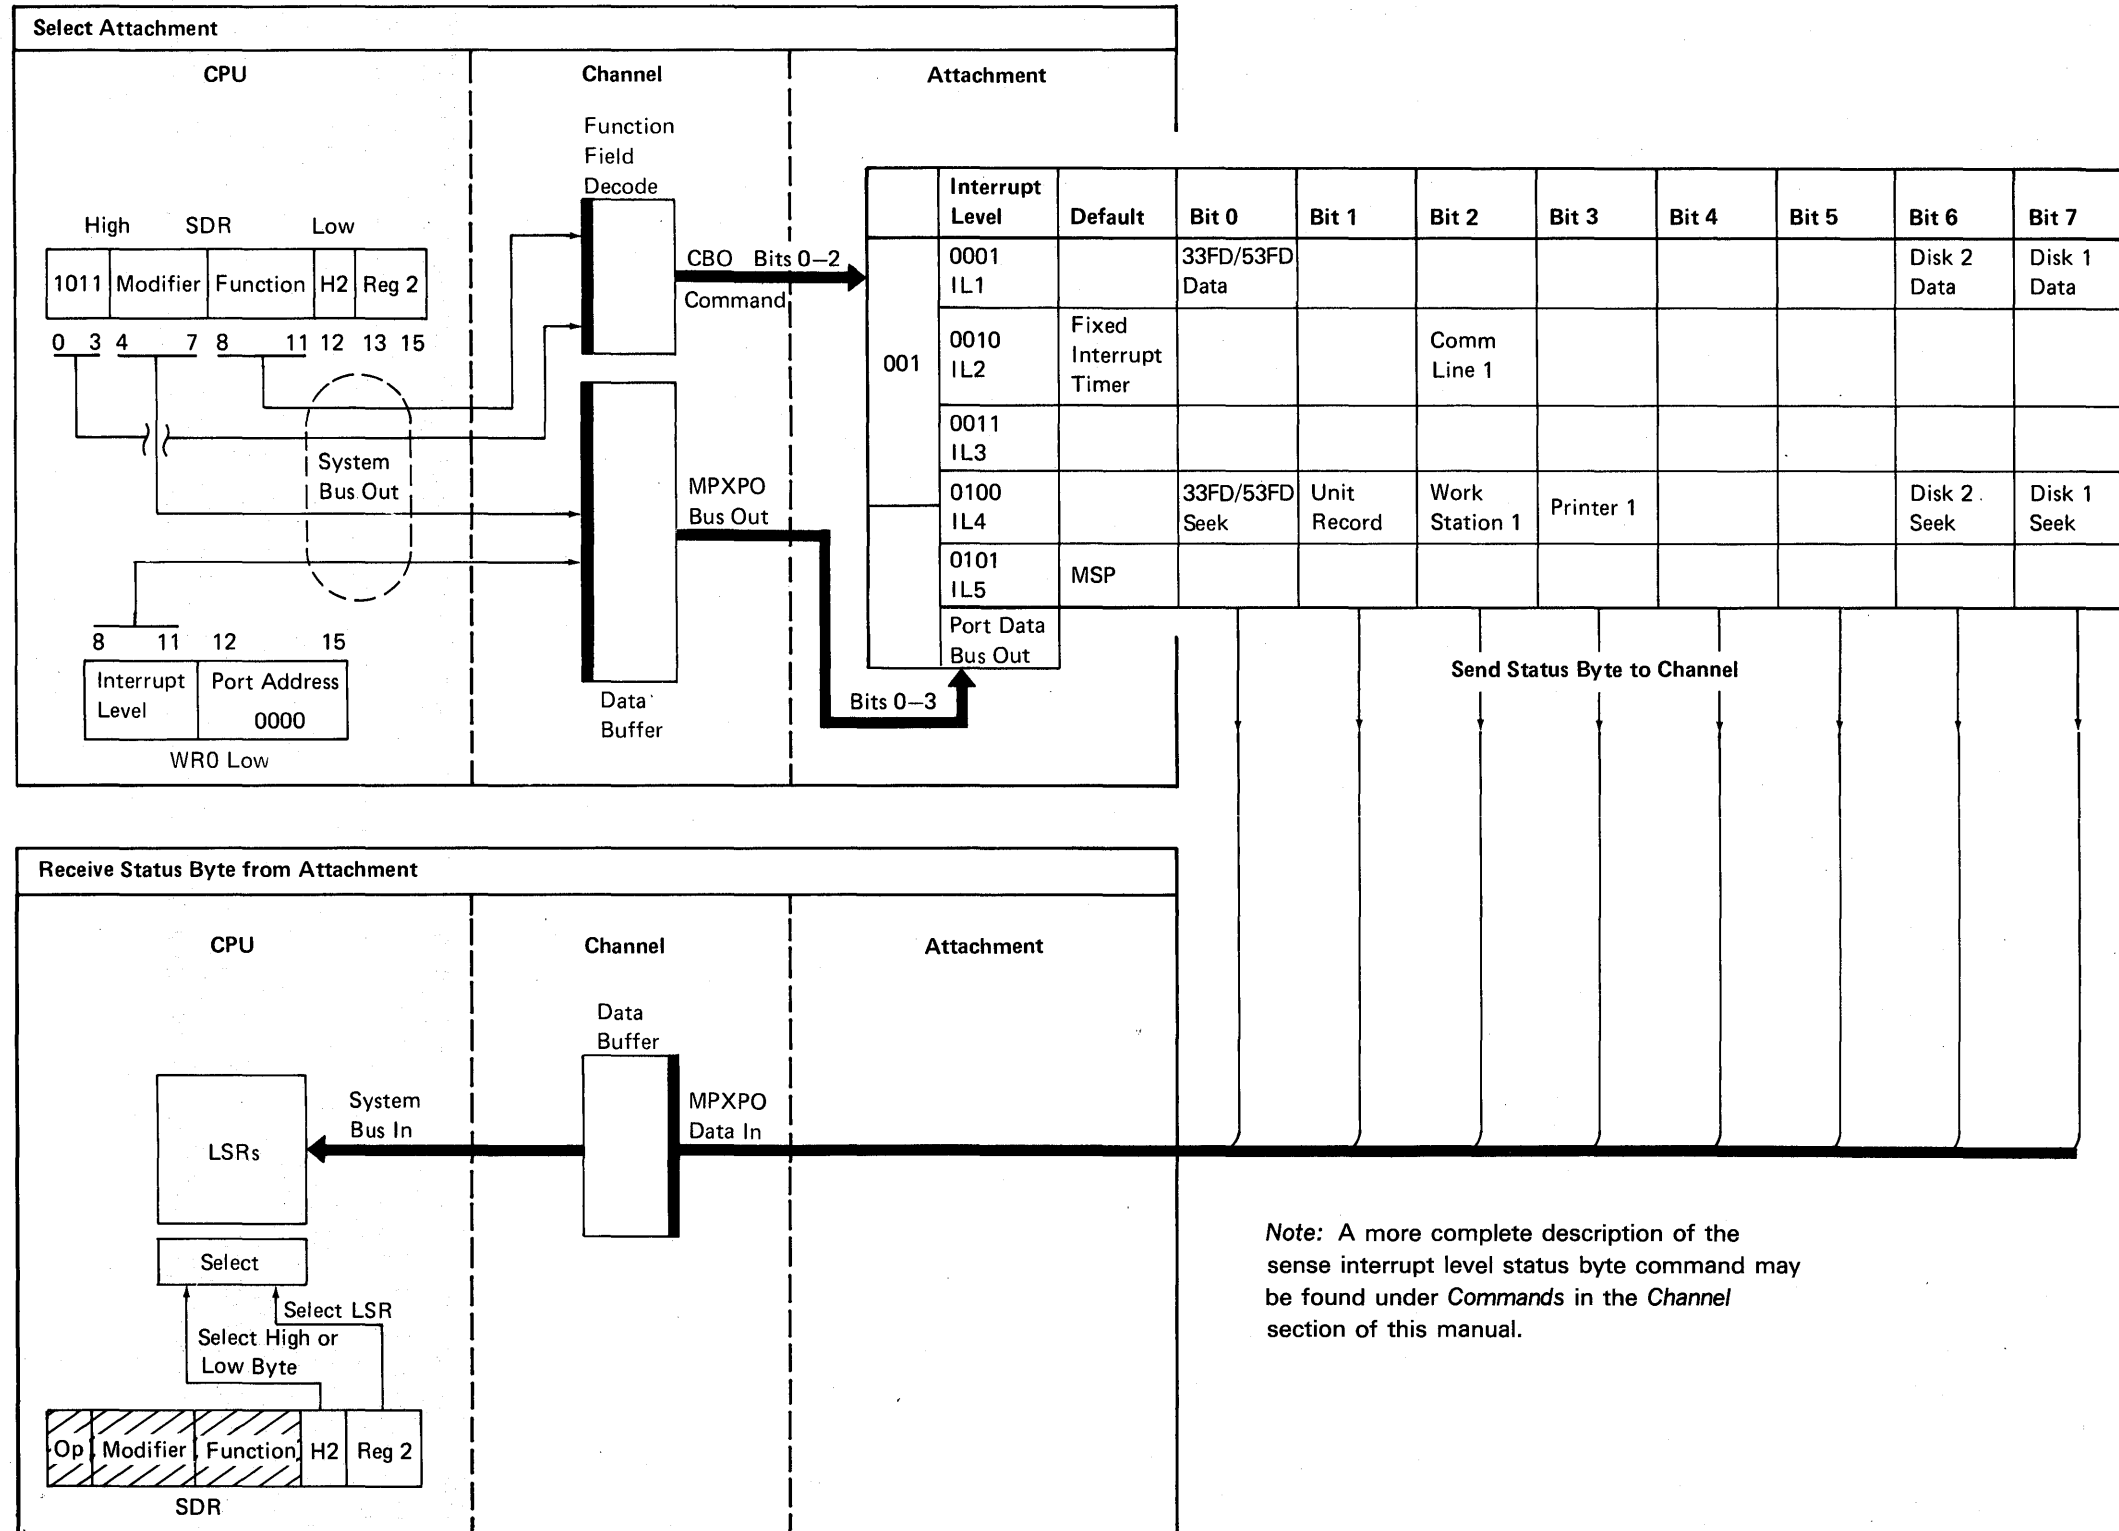 Select Attachment
CPU
Channel
Attachment
Function
Field
Decode
High SDR Low
1011 Modifier Function H2 Reg 2
0 3 4 7 8 11 12 13 15
CBO Bits 0–2
Command
System
Bus Out
MPXPO
Bus Out
8 11 12 15
Interrupt
Level
Port Address
0000
WR0 Low
Data
Buffer
Bits 0–3
Interrupt
Level
Default
Bit 0
Bit 1
Bit 2
Bit 3
Bit 4
Bit 5
Bit 6
Bit 7
001
0001
IL1
33FD/53FD
Data
Disk 2
Data
Disk 1
Data
0010
IL2
Fixed
Interrupt
Timer
Comm
Line 1
0011
IL3
0100
IL4
33FD/53FD
Seek
Unit
Record
Work
Station 1
Printer 1
Disk 2
Seek
Disk 1
Seek
0101
IL5
MSP
Port Data
Bus Out
Send Status Byte to Channel
Receive Status Byte from Attachment
CPU
Channel
Attachment
Data
Buffer
LSRs
System
Bus In
MPXPO
Data In
Select
Select LSR
Select High or
Low Byte
Op Modifier Function H2 Reg 2
SDR
Note: A more complete description of the
sense interrupt level status byte command may
be found under Commands in the Channel
section of this manual.